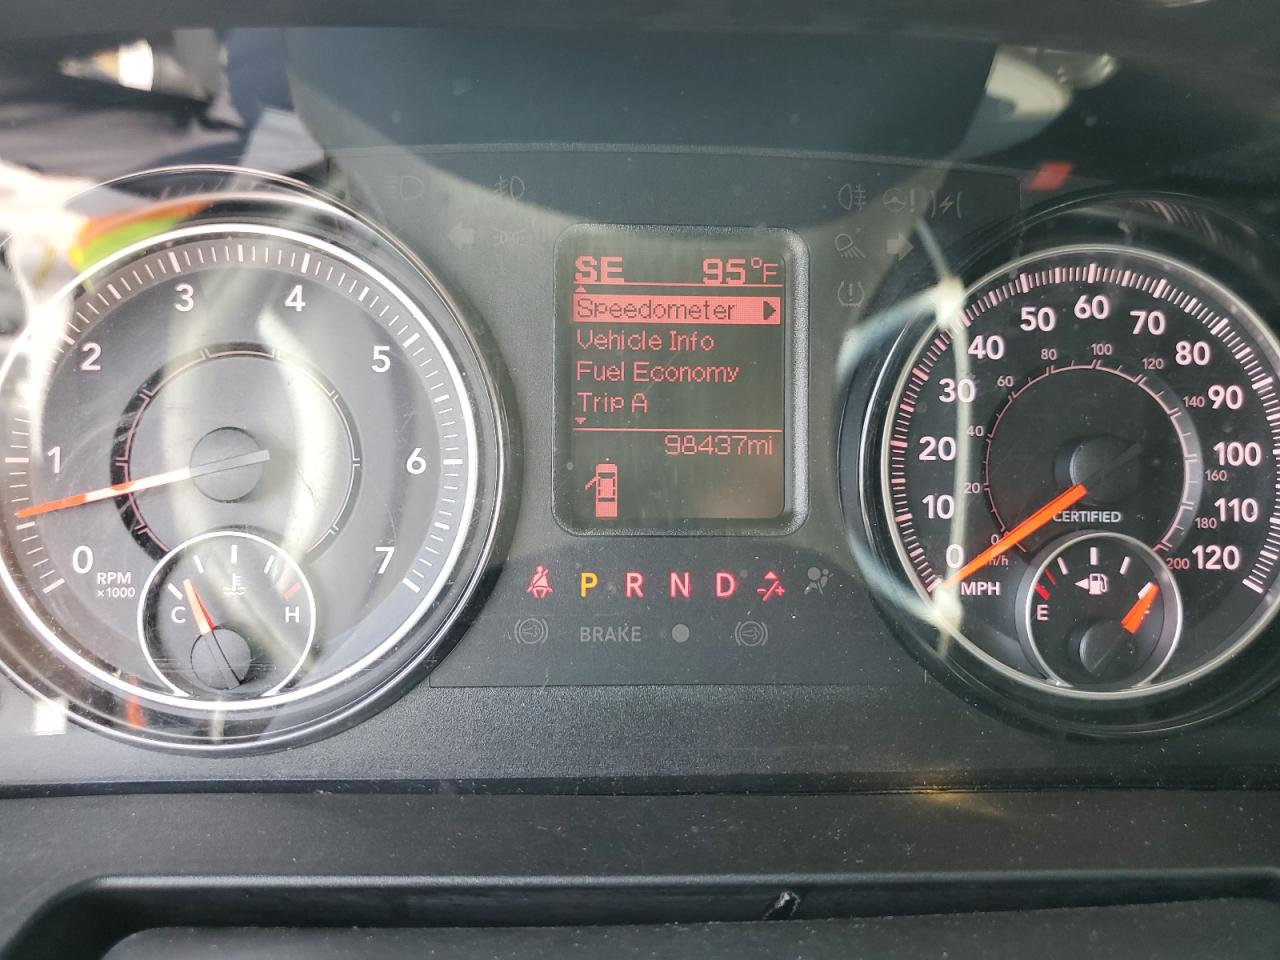 3 4
2 5
1 6
0 7
RPM
×1000
C H
SE 95°F
Speedometer
Vehicle Info
Fuel Economy
Trip A
98437mi
P R N D
BRAKE
0 10 20 30 40 50 60 70 80 90 100 110 120
0 20 40 60 80 100 120 140 160 180 200
CERTIFIED
km/h
MPH
E F